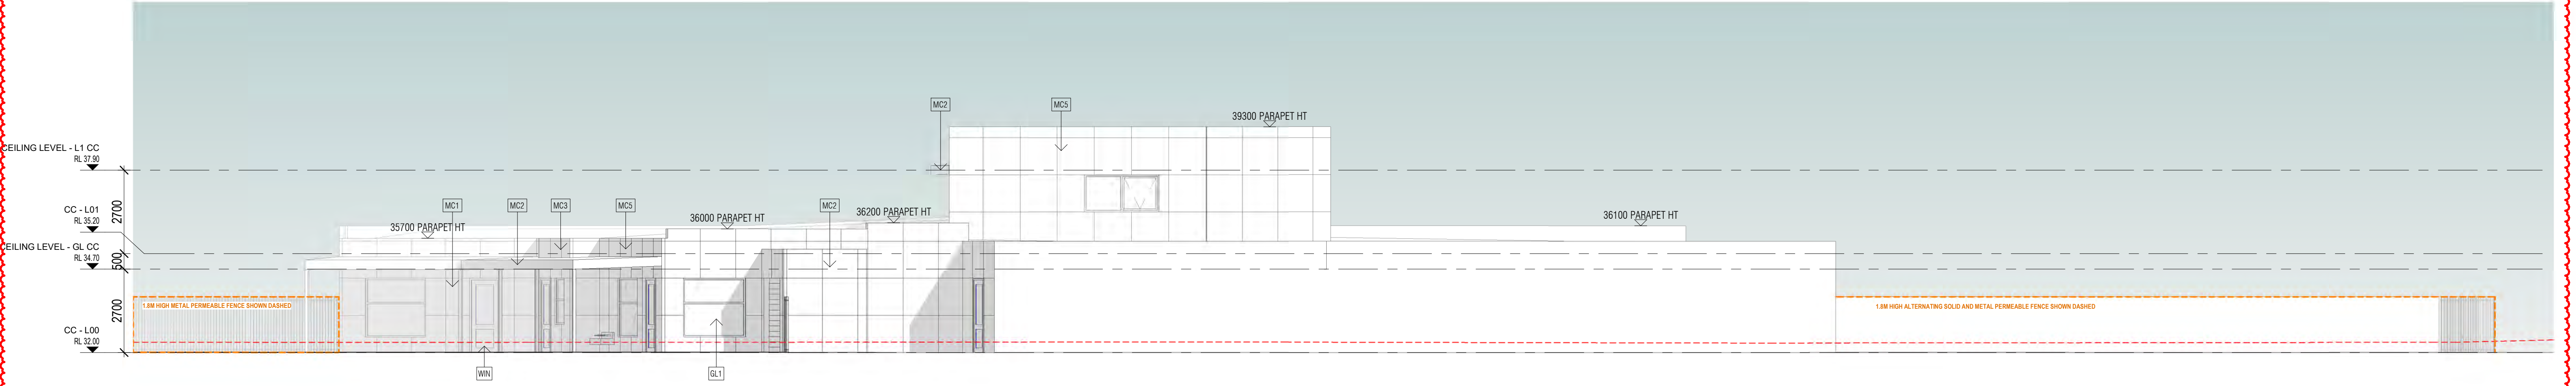 CEILING LEVEL - L1 CC
RL 37.90
CC - L01
RL 35.20
CEILING LEVEL - GL CC
RL 34.70
CC - L00
RL 32.00
2700
500
2700
MC2
MC5
39300 PARAPET HT
MC1
MC2
MC3
MC5
MC2
35700 PARAPET HT
36000 PARAPET HT
36200 PARAPET HT
36100 PARAPET HT
1.8M HIGH METAL PERMEABLE FENCE SHOWN DASHED
1.8M HIGH ALTERNATING SOLID AND METAL PERMEABLE FENCE SHOWN DASHED
WIN
GL1